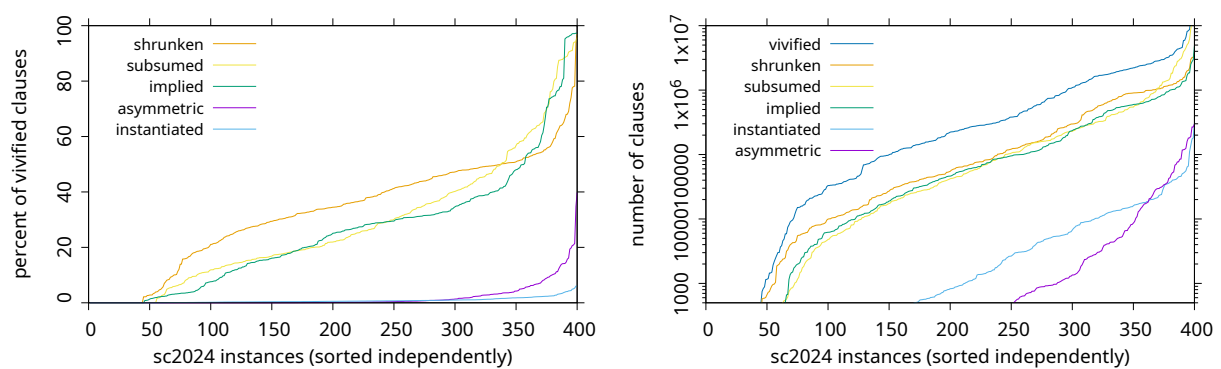 percent of vivified clauses
100
80
60
40
20
0
shrunken
subsumed
implied
asymmetric
instantiated
0 50 100 150 200 250 300 350 400
sc2024 instances (sorted independently)
number of clauses
1x10^7
1x10^6
100000
10000
1000
vivified
shrunken
subsumed
implied
instantiated
asymmetric
0 50 100 150 200 250 300 350 400
sc2024 instances (sorted independently)